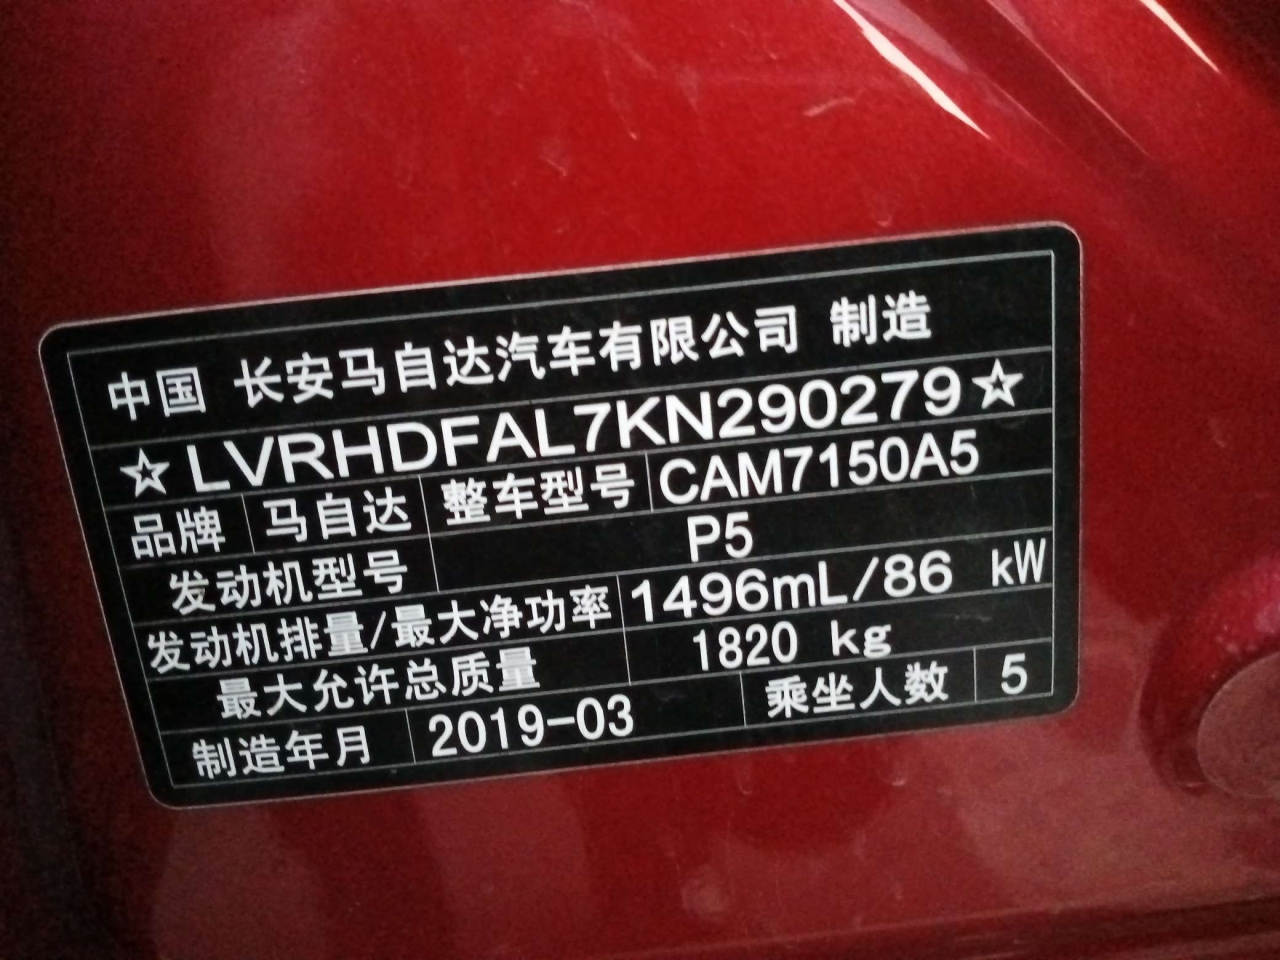 中国 长安马自达汽车有限公司 制造
☆LVRHDFAL7KN290279☆
品牌 马自达 整车型号 CAM7150A5
发动机型号 P5
发动机排量/最大净功率 1496mL/86 kW
最大允许总质量 1820 kg
制造年月 2019-03 乘坐人数 5